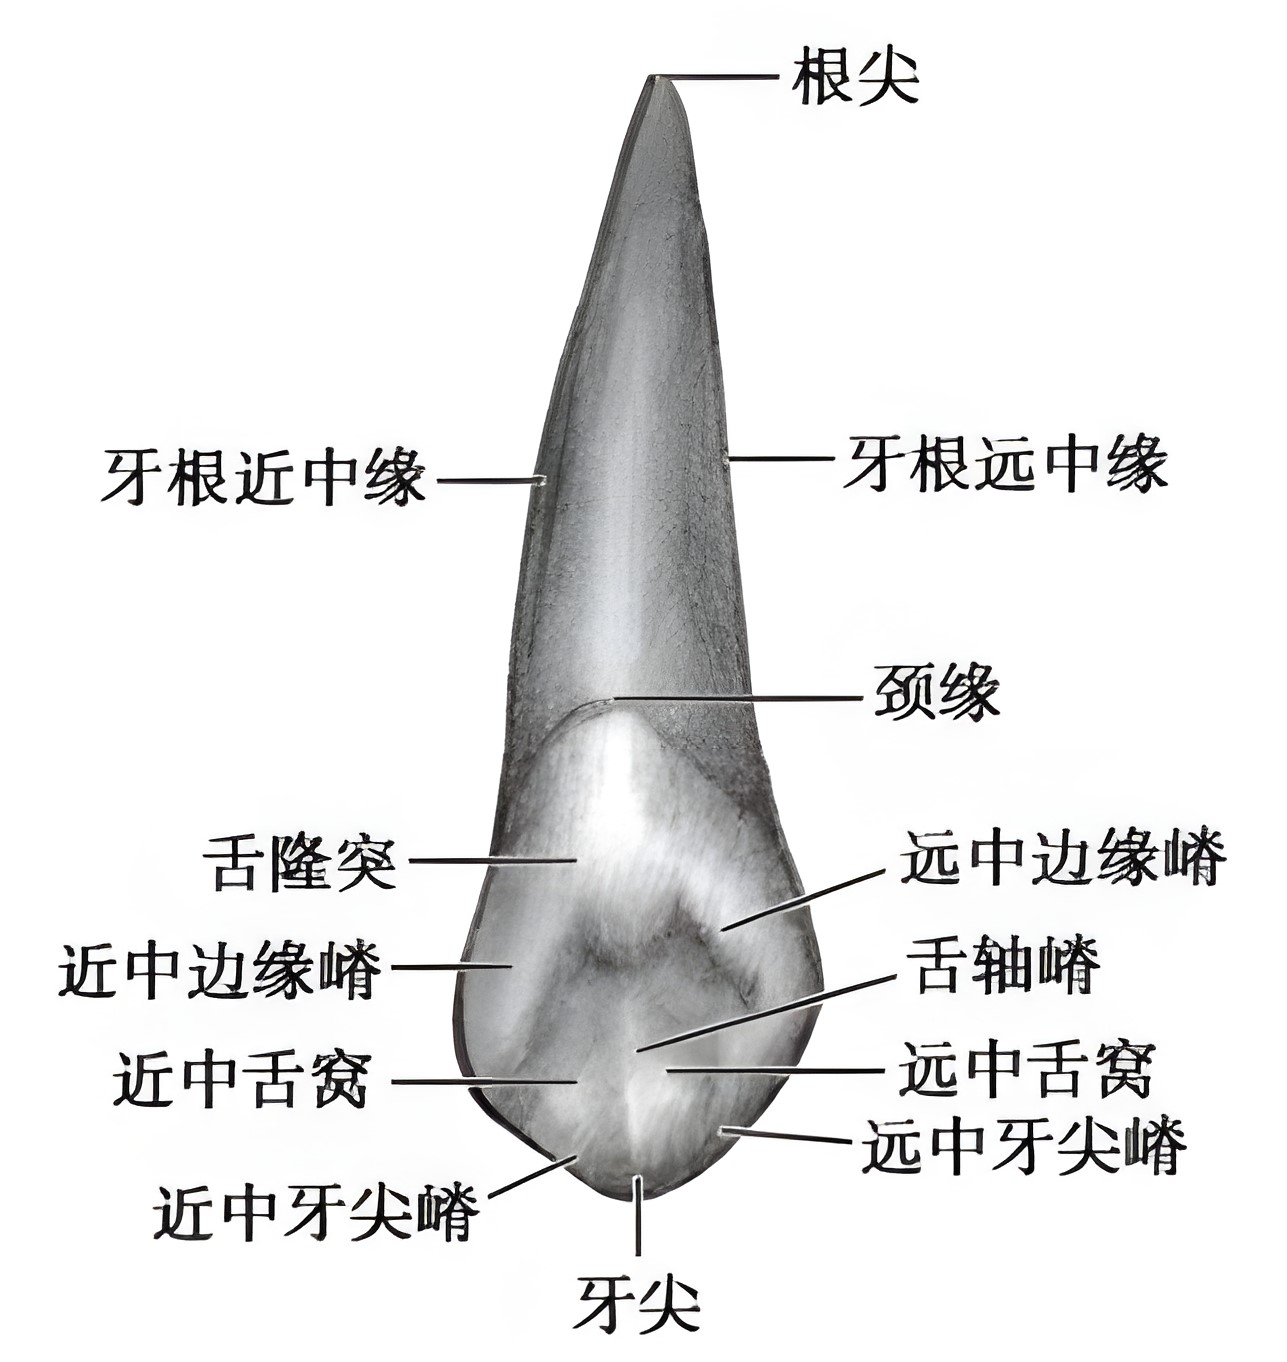 根尖
牙根近中缘
牙根远中缘
颈缘
舌隆突
远中边缘嵴
近中边缘嵴
舌轴嵴
近中舌窝
远中舌窝
远中牙尖嵴
近中牙尖嵴
牙尖